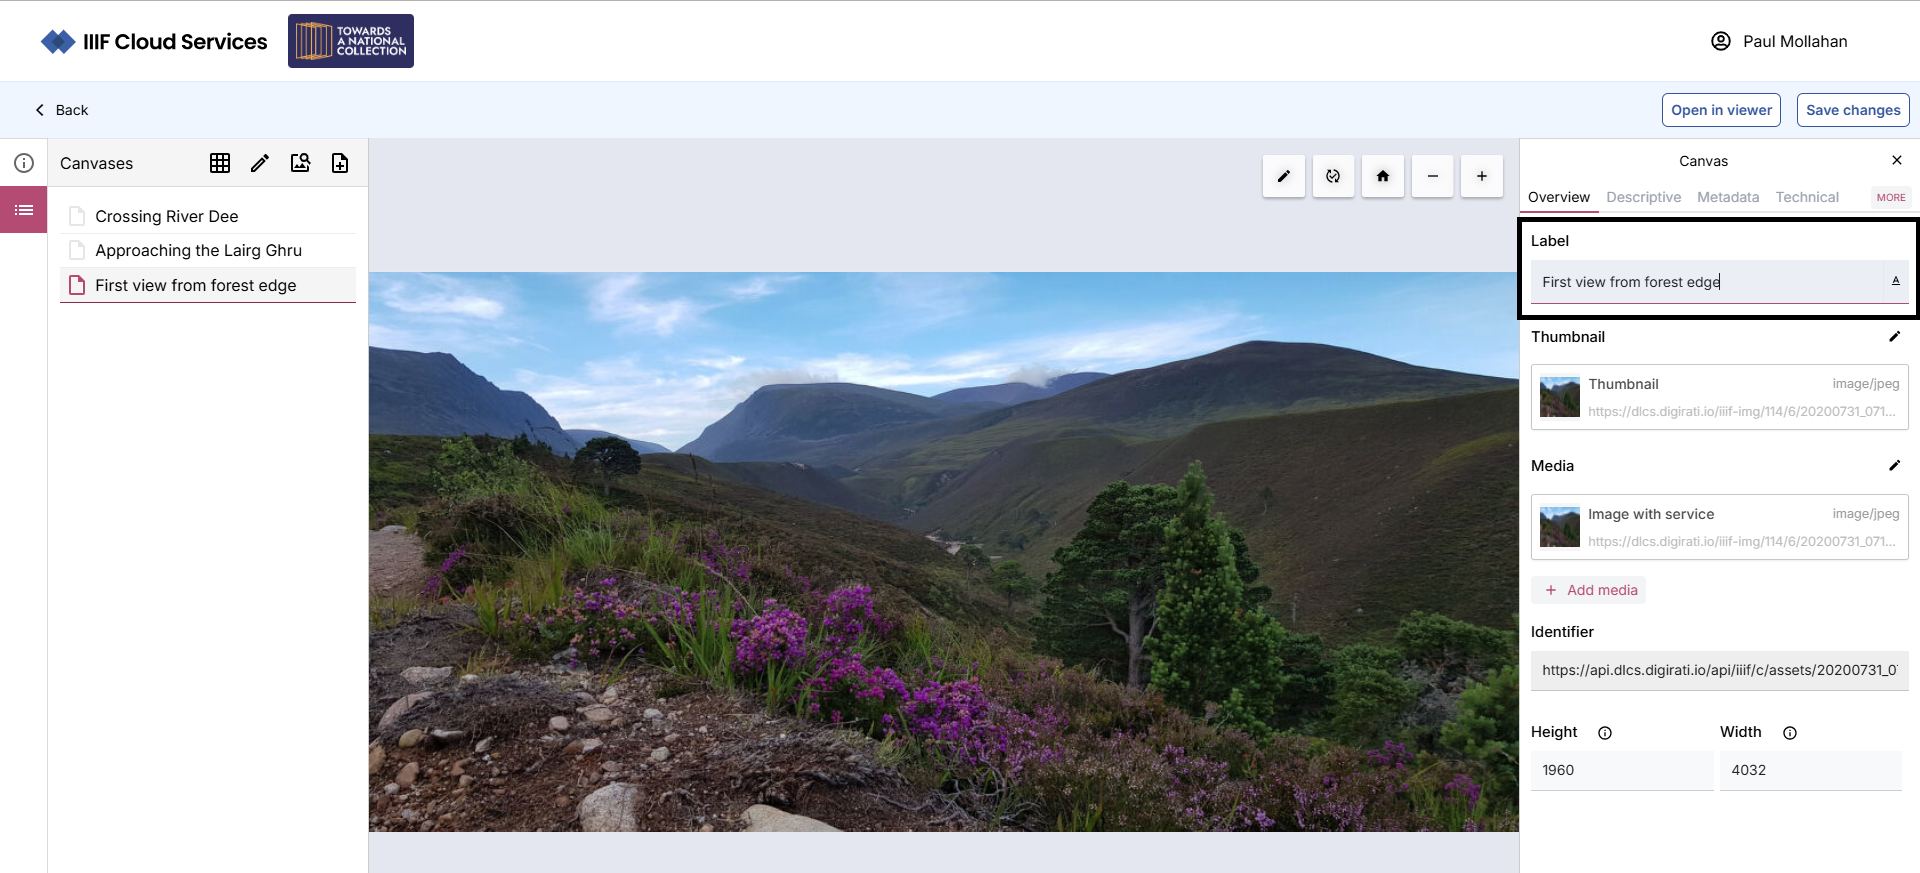 IIIF Cloud Services
TOWARDS
A NATIONAL
COLLECTION
Paul Mollahan
Back
Open in viewer
Save changes
Canvases
Crossing River Dee
Approaching the Lairg Ghru
First view from forest edge
Canvas
Overview
Descriptive
Metadata
Technical
MORE
Label
First view from forest edge
A
Thumbnail
Thumbnail
image/jpeg
https://dlcs.digirati.io/iiif-img/114/6/20200731_071...
Media
Image with service
image/jpeg
https://dlcs.digirati.io/iiif-img/114/6/20200731_071...
+ Add media
Identifier
https://api.dlcs.digirati.io/api/iiif/c/assets/20200731_0
Height
Width
1960
4032